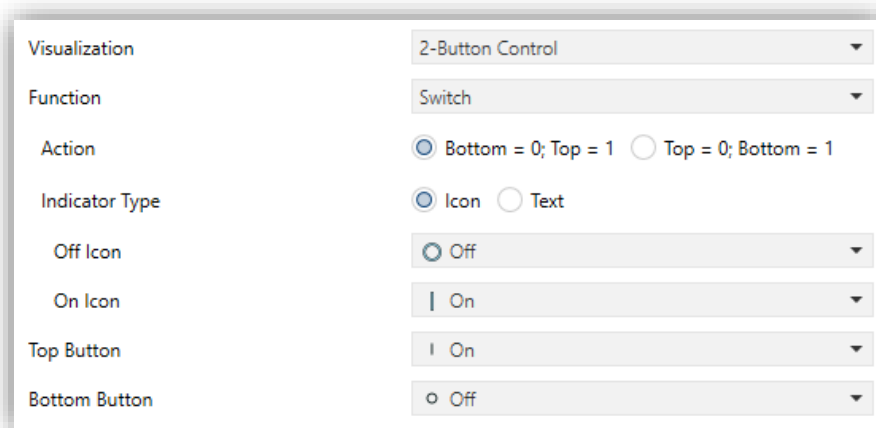 Visualization 2-Button Control
Function Switch
Action Bottom = 0; Top = 1 Top = 0; Bottom = 1
Indicator Type Icon Text
Off Icon Off
On Icon On
Top Button On
Bottom Button Off